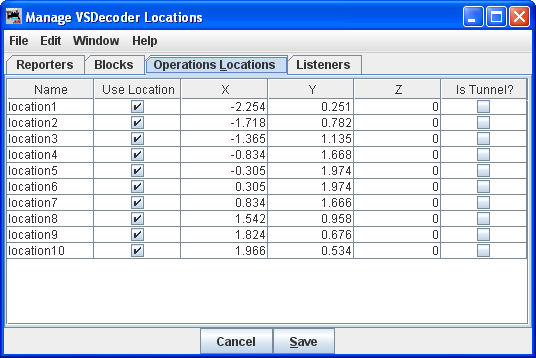 Manage VSDecoder Locations
File Edit Window Help
Reporters Blocks Operations Locations Listeners
Name Use Location X Y Z Is Tunnel?
location1 -2.254 0.251 0
location2 -1.718 0.782 0
location3 -1.365 1.135 0
location4 -0.834 1.668 0
location5 -0.305 1.974 0
location6 0.305 1.974 0
location7 0.834 1.666 0
location8 1.542 0.958 0
location9 1.824 0.676 0
location10 1.966 0.534 0
Cancel Save